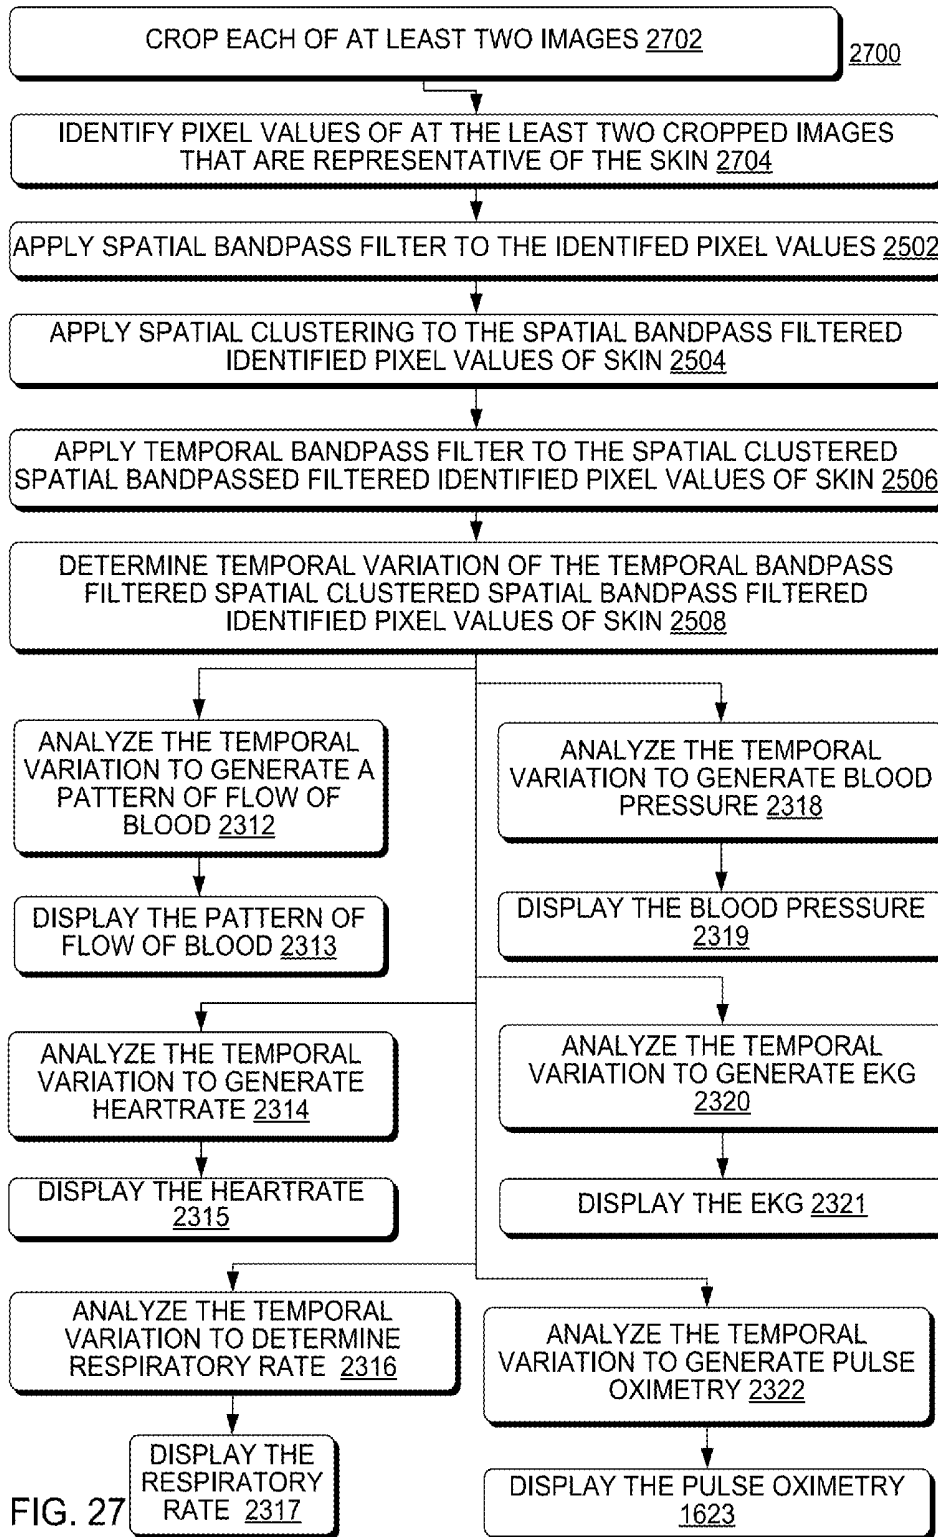 CROP EACH OF AT LEAST TWO IMAGES 2702
2700
IDENTIFY PIXEL VALUES OF AT THE LEAST TWO CROPPED IMAGES
THAT ARE REPRESENTATIVE OF THE SKIN 2704
APPLY SPATIAL BANDPASS FILTER TO THE IDENTIFED PIXEL VALUES 2502
APPLY SPATIAL CLUSTERING TO THE SPATIAL BANDPASS FILTERED
IDENTIFIED PIXEL VALUES OF SKIN 2504
APPLY TEMPORAL BANDPASS FILTER TO THE SPATIAL CLUSTERED
SPATIAL BANDPASSED FILTERED IDENTIFIED PIXEL VALUES OF SKIN 2506
DETERMINE TEMPORAL VARIATION OF THE TEMPORAL BANDPASS
FILTERED SPATIAL CLUSTERED SPATIAL BANDPASS FILTERED
IDENTIFIED PIXEL VALUES OF SKIN 2508
ANALYZE THE TEMPORAL
VARIATION TO GENERATE A
PATTERN OF FLOW OF
BLOOD 2312
DISPLAY THE PATTERN OF
FLOW OF BLOOD 2313
ANALYZE THE TEMPORAL
VARIATION TO GENERATE BLOOD
PRESSURE 2318
DISPLAY THE BLOOD PRESSURE
2319
ANALYZE THE TEMPORAL
VARIATION TO GENERATE
HEARTRATE 2314
DISPLAY THE HEARTRATE
2315
ANALYZE THE TEMPORAL
VARIATION TO GENERATE EKG
2320
DISPLAY THE EKG 2321
ANALYZE THE TEMPORAL
VARIATION TO DETERMINE
RESPIRATORY RATE 2316
DISPLAY THE
RESPIRATORY
RATE 2317
ANALYZE THE TEMPORAL
VARIATION TO GENERATE PULSE
OXIMETRY 2322
DISPLAY THE PULSE OXIMETRY
1623
FIG. 27